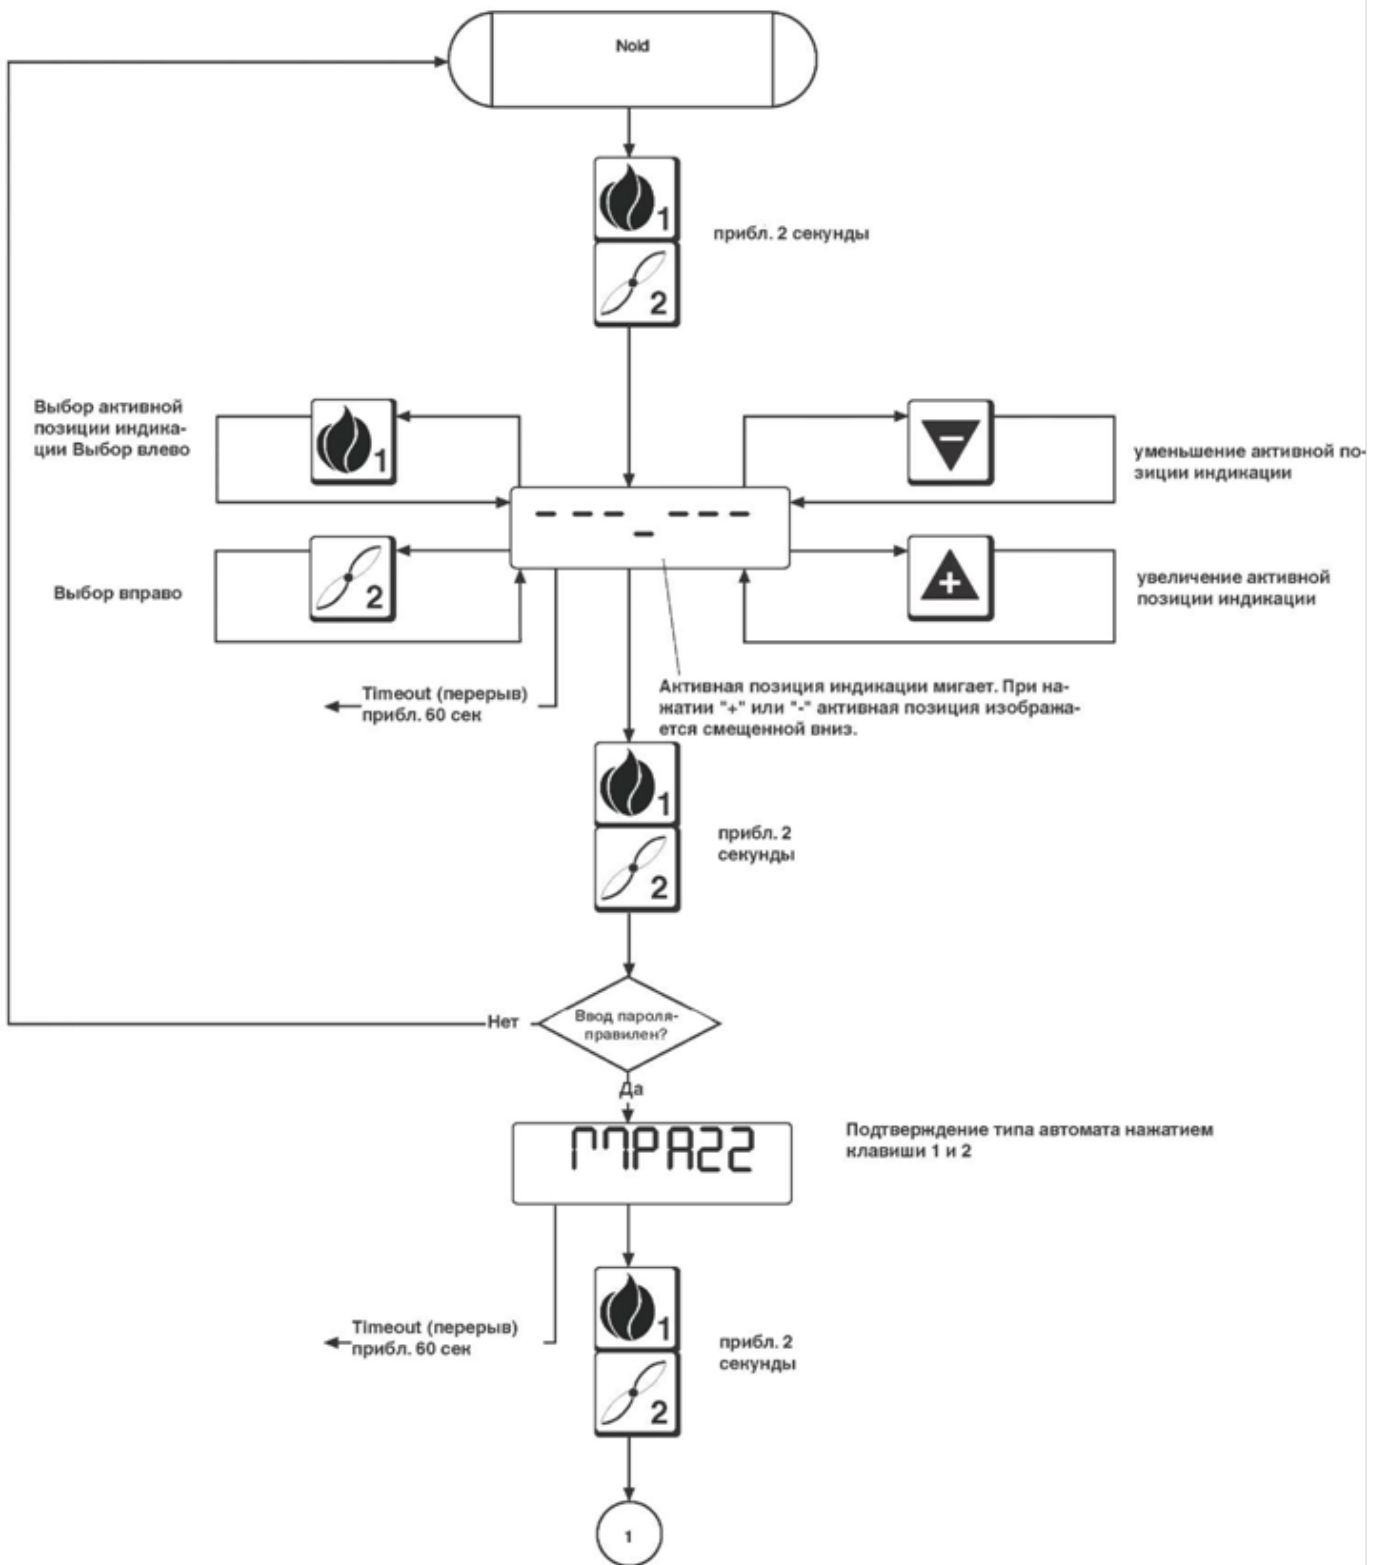 Nold
1
прибл. 2 секунды
2
Выбор активной
позиции индика-
ции Выбор влево
1
-
уменьшение активной по-
зиции индикации
- - - - _ - - -
Выбор вправо
2
+
увеличение активной
позиции индикации
Timeout (перерыв)
прибл. 60 сек
Активная позиция индикации мигает. При на-
жатии "+" или "-" активная позиция изобража-
ется смещенной вниз.
1
прибл. 2
секунды
2
Нет
Ввод пароля-
правилен?
Да
MPA22
Подтверждение типа автомата нажатием
клавиши 1 и 2
1
Timeout (перерыв)
прибл. 60 сек
прибл. 2
секунды
2
1